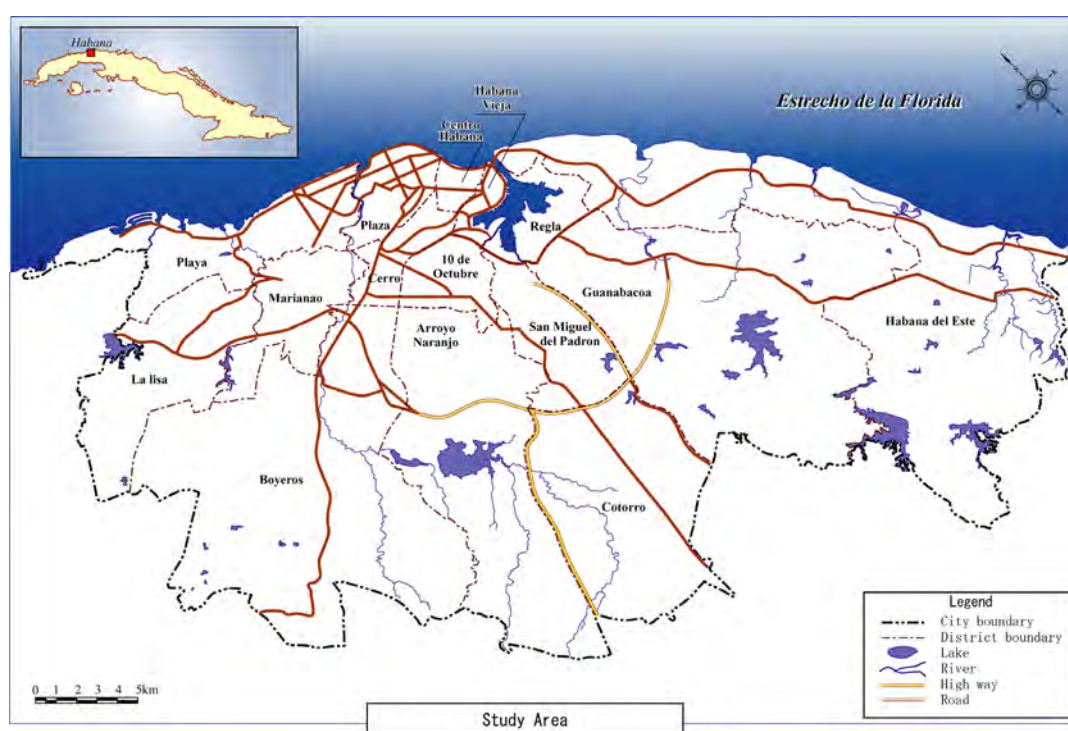 Habana
Habana
Vieja
Centro
Habana
Estrecho de la Florida
Plaza
Regla
Playa
10 de
Octubre
Cerro
Marianao
Guanabacoa
Habana del Este
Arroyo
Naranjo
San Miguel
del Padron
La lisa
Boyeros
Cotorro
Legend
City boundary
District boundary
Lake
River
High way
Road
0 1 2 3 4 5km
Study Area